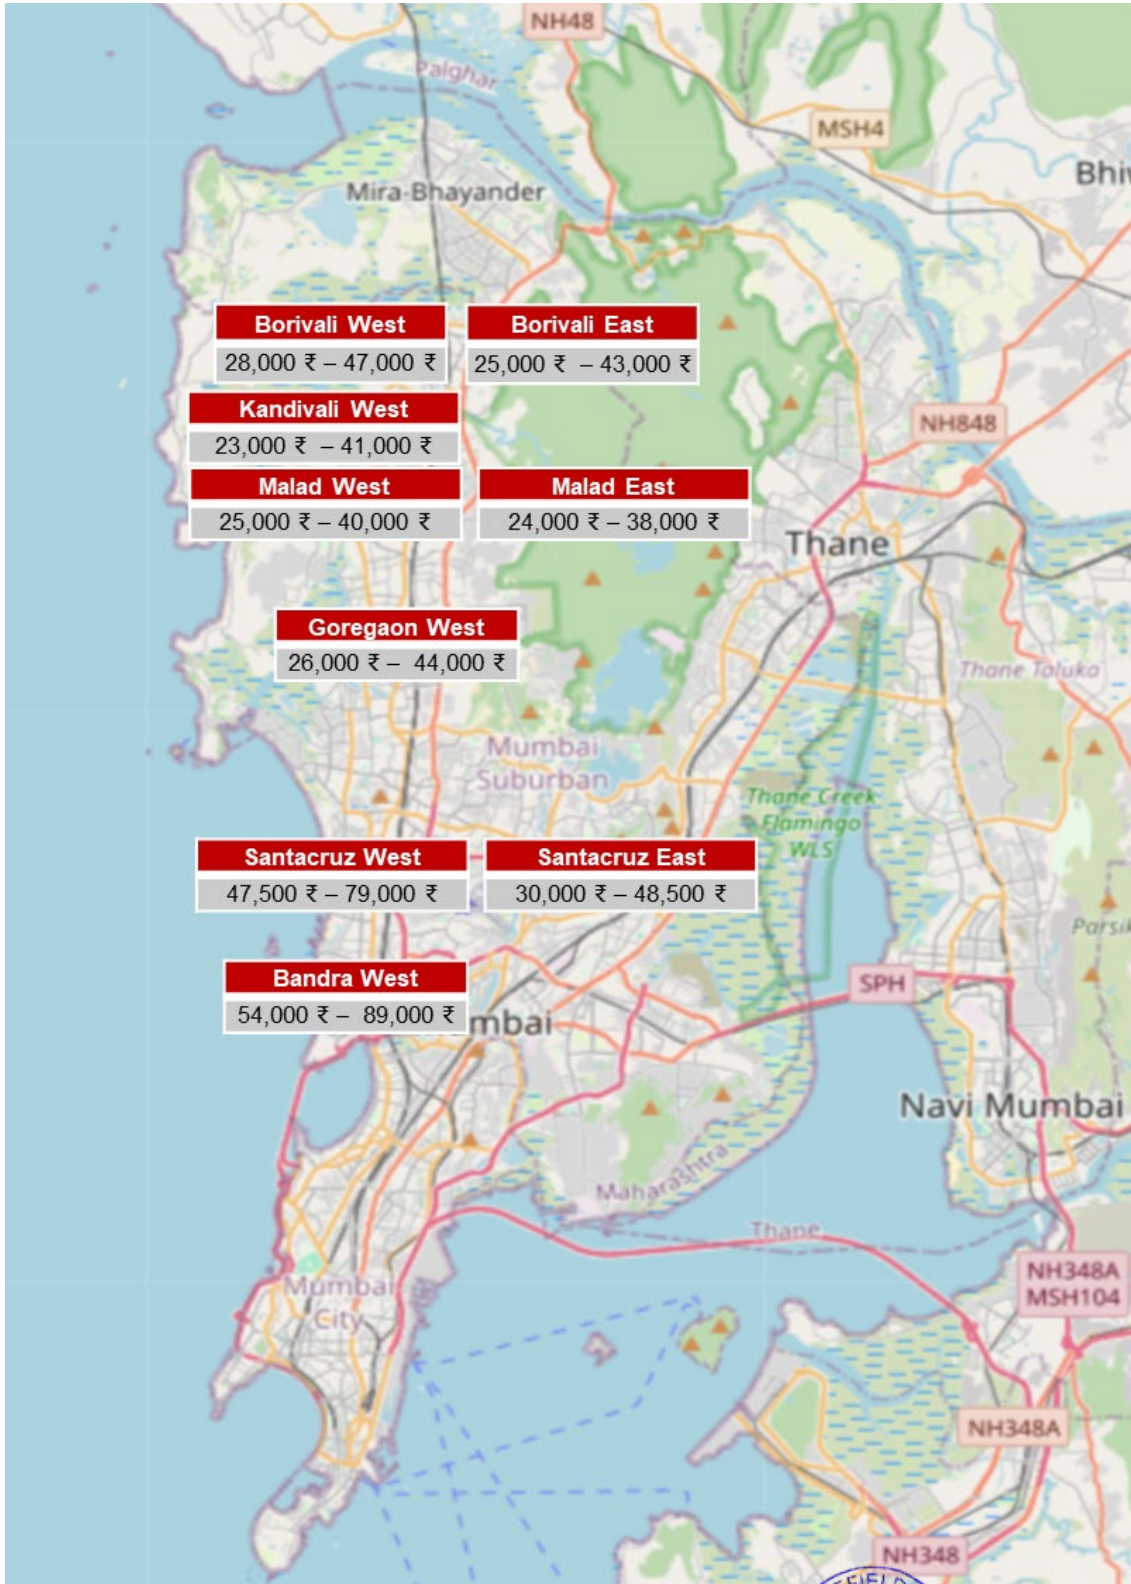 NH48
Palghar
MSH4
Mira-Bhayander
Borivali West
28,000 ₹ – 47,000 ₹
Borivali East
25,000 ₹ – 43,000 ₹
Kandivali West
23,000 ₹ – 41,000 ₹
NH848
Malad West
25,000 ₹ – 40,000 ₹
Malad East
24,000 ₹ – 38,000 ₹
Thane
Goregaon West
26,000 ₹ – 44,000 ₹
Thane Taluka
Mumbai
Suburban
Thane Creek
Flamingo
WLS
Santacruz West
47,500 ₹ – 79,000 ₹
Santacruz East
30,000 ₹ – 48,500 ₹
Parsik
Bandra West
54,000 ₹ – 89,000 ₹
SPH
mbai
Navi Mumbai
Maharashtra
Thane
NH348A
MSH104
Mumbai
City
NH348A
NH348